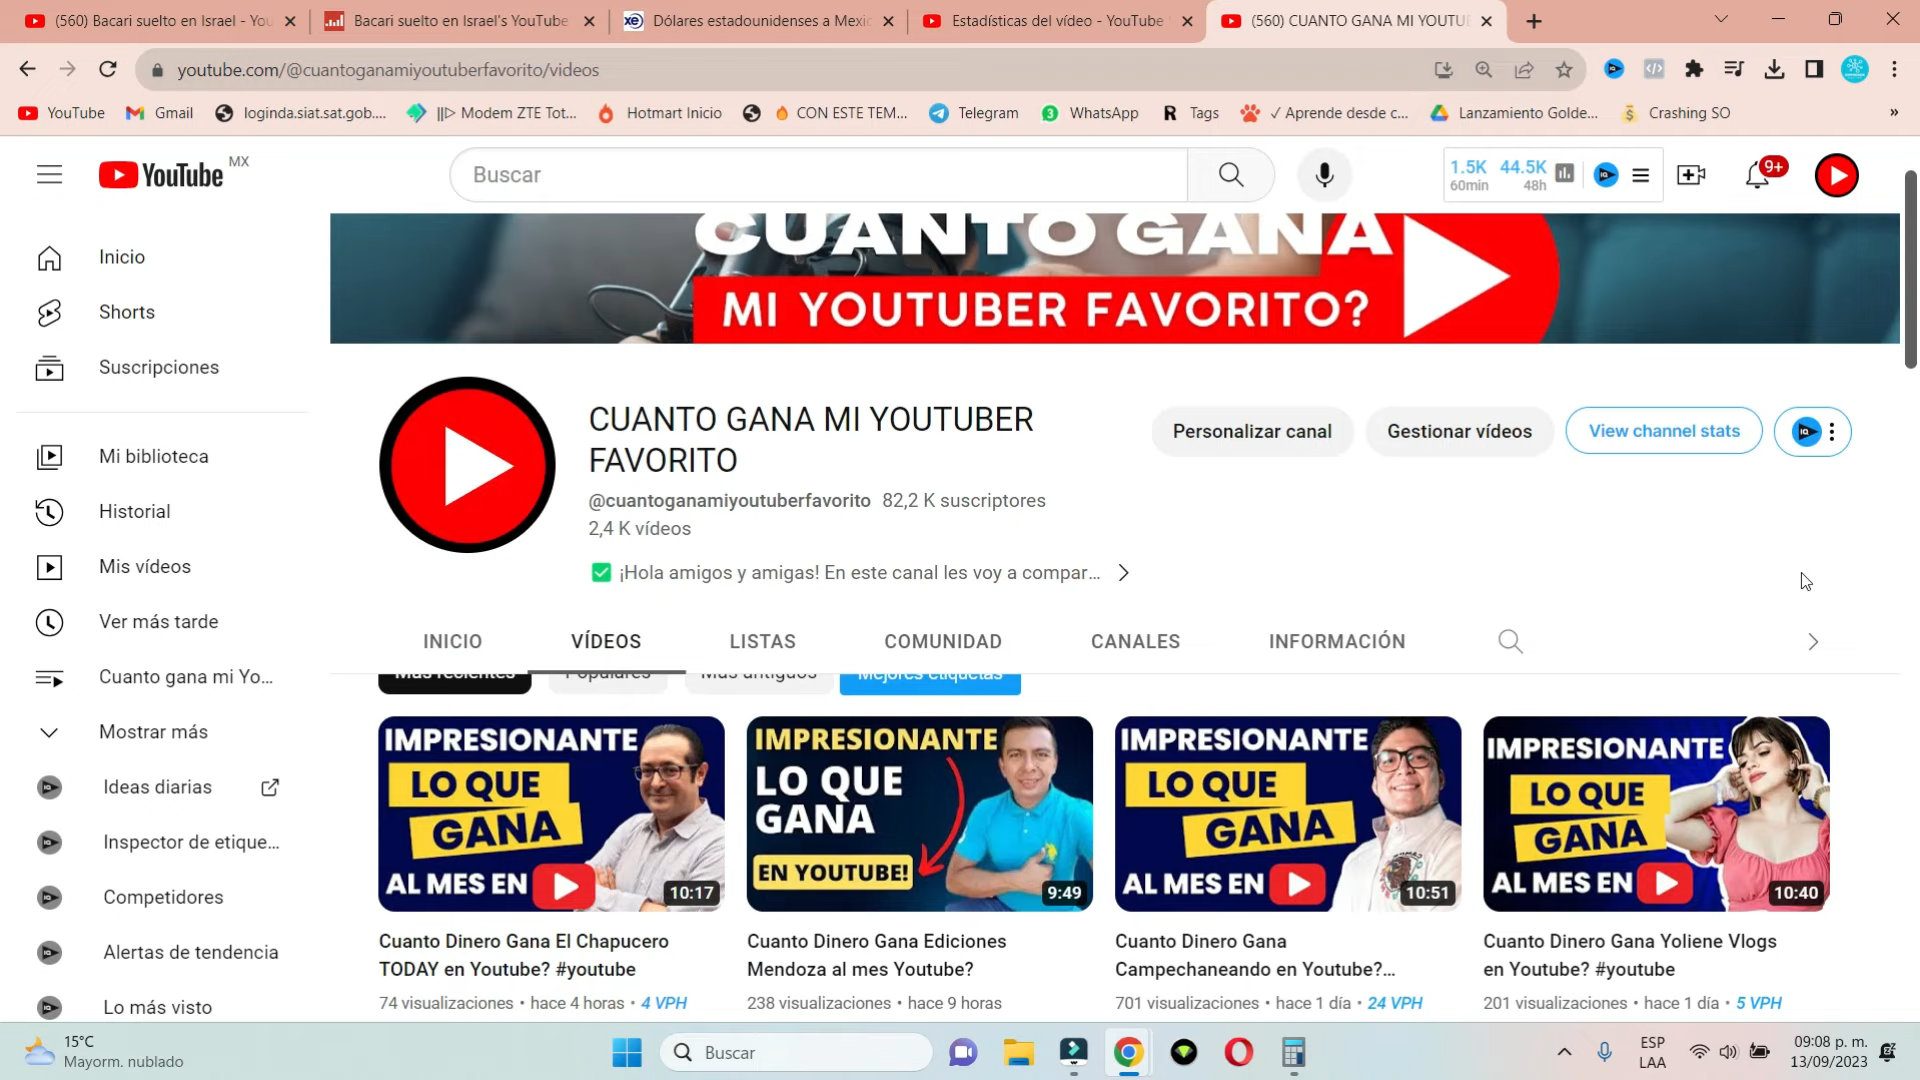 (560) Bacari suelto en Israel - You
Bacari suelto en Israel's YouTube
xe Dólares estadounidenses a Mexic
Estadísticas del vídeo - YouTube
(560) CUANTO GANA MI YOUTU
youtube.com/@cuantoganamiyoutuberfavorito/videos
YouTube
Gmail
loginda.siat.sat.gob....
||▷ Modem ZTE Tot...
Hotmart Inicio
CON ESTE TEM...
Telegram
3 WhatsApp
R Tags
✓ Aprende desde c...
Lanzamiento Golde...
Crashing SO
»
YouTube MX
Buscar
1.5K 44.5K
60min 48h
9+
CUANTO GANA
MI YOUTUBER FAVORITO?
Inicio
Shorts
Suscripciones
Mi biblioteca
Historial
Mis vídeos
Ver más tarde
Cuanto gana mi Yo...
Mostrar más
Ideas diarias
Inspector de etique...
Competidores
Alertas de tendencia
Lo más visto
CUANTO GANA MI YOUTUBER
FAVORITO
@cuantoganamiyoutuberfavorito 82,2 K suscriptores
2,4 K vídeos
✅ ¡Hola amigos y amigas! En este canal les voy a compar...
Personalizar canal
Gestionar vídeos
View channel stats
IQ
INICIO
VÍDEOS
LISTAS
COMUNIDAD
CANALES
INFORMACIÓN
Más recientes
Populares
Más antiguos
Mejores etiquetas
IMPRESIONANTE
LO QUE
GANA
AL MES EN
10:17
IMPRESIONANTE
LO QUE
GANA
EN YOUTUBE!
9:49
IMPRESIONANTE
LO QUE
GANA
AL MES EN
10:51
IMPRESIONANTE
LO QUE
GANA
AL MES EN
10:40
Cuanto Dinero Gana El Chapucero
TODAY en Youtube? #youtube
74 visualizaciones • hace 4 horas • 4 VPH
Cuanto Dinero Gana Ediciones
Mendoza al mes Youtube?
238 visualizaciones • hace 9 horas
Cuanto Dinero Gana
Campechaneando en Youtube?...
701 visualizaciones • hace 1 día • 24 VPH
Cuanto Dinero Gana Yoliene Vlogs
en Youtube? #youtube
201 visualizaciones • hace 1 día • 5 VPH
15°C
Mayorm. nublado
Buscar
ESP
LAA
09:08 p. m.
13/09/2023